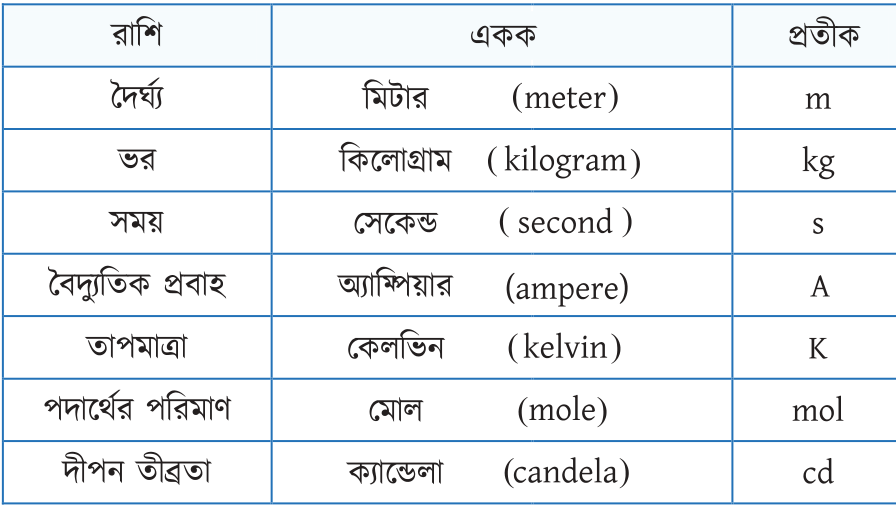 রাশি একক প্রতীক
দৈর্ঘ্য মিটার (meter) m
ভর কিলোগ্রাম ( kilogram) kg
সময় সেকেন্ড ( second ) s
বৈদ্যুতিক প্রবাহ অ্যাম্পিয়ার (ampere) A
তাপমাত্রা কেলভিন (kelvin) K
পদার্থের পরিমাণ মোল (mole) mol
দীপন তীব্রতা ক্যান্ডেলা (candela) cd